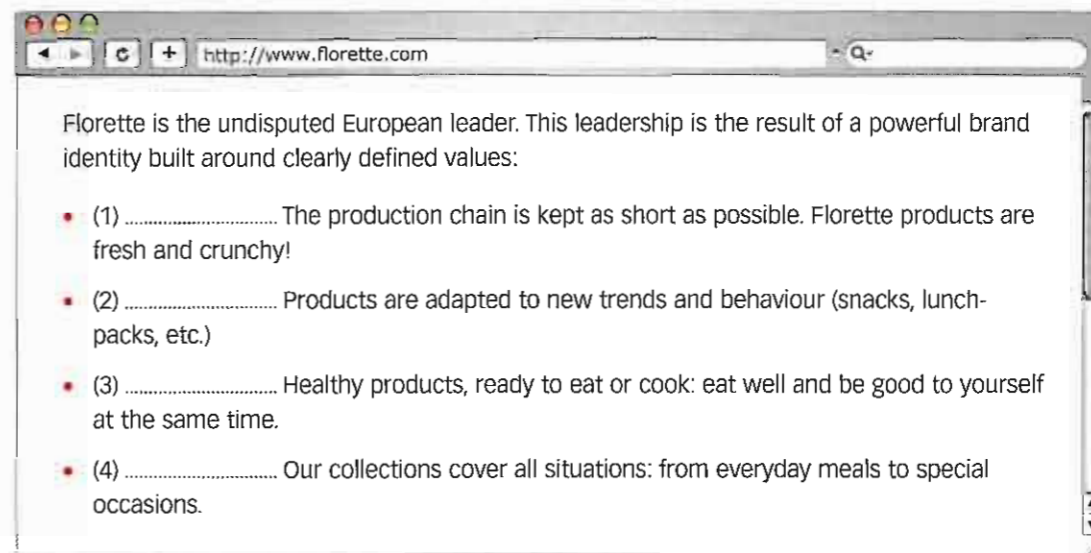 http://www.florette.com
Florette is the undisputed European leader. This leadership is the result of a powerful brand
identity built around clearly defined values:
• (1) .............................. The production chain is kept as short as possible. Florette products are
fresh and crunchy!
• (2) .............................. Products are adapted to new trends and behaviour (snacks, lunch-
packs, etc.)
• (3) .............................. Healthy products, ready to eat or cook: eat well and be good to yourself
at the same time.
• (4) .............................. Our collections cover all situations: from everyday meals to special
occasions.